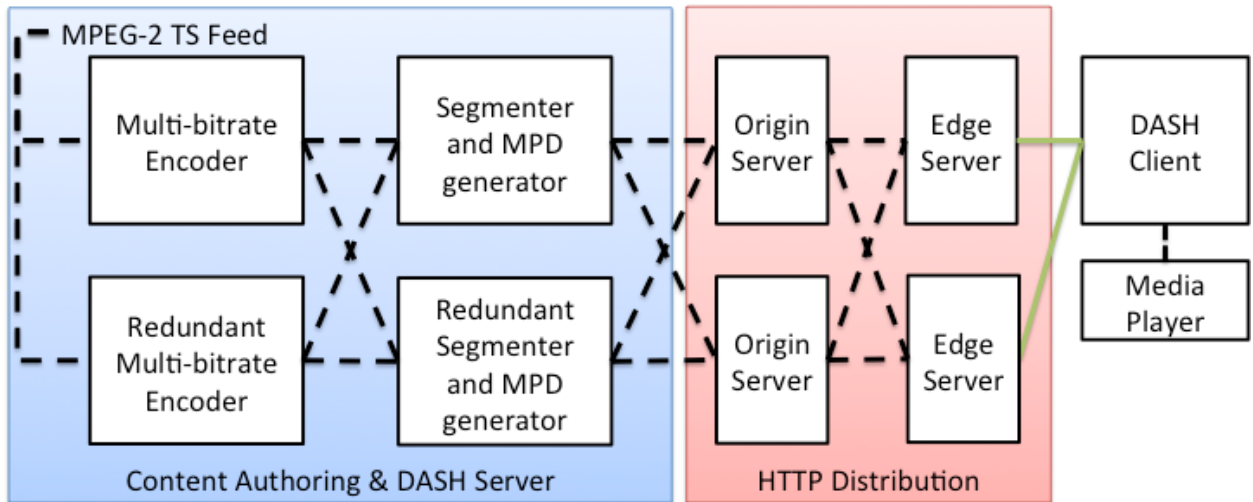 MPEG-2 TS Feed
Multi-bitrate
Encoder
Segmenter
and MPD
generator
Origin
Server
Edge
Server
DASH
Client
Redundant
Multi-bitrate
Encoder
Redundant
Segmenter
and MPD
generator
Origin
Server
Edge
Server
Media
Player
Content Authoring & DASH Server
HTTP Distribution